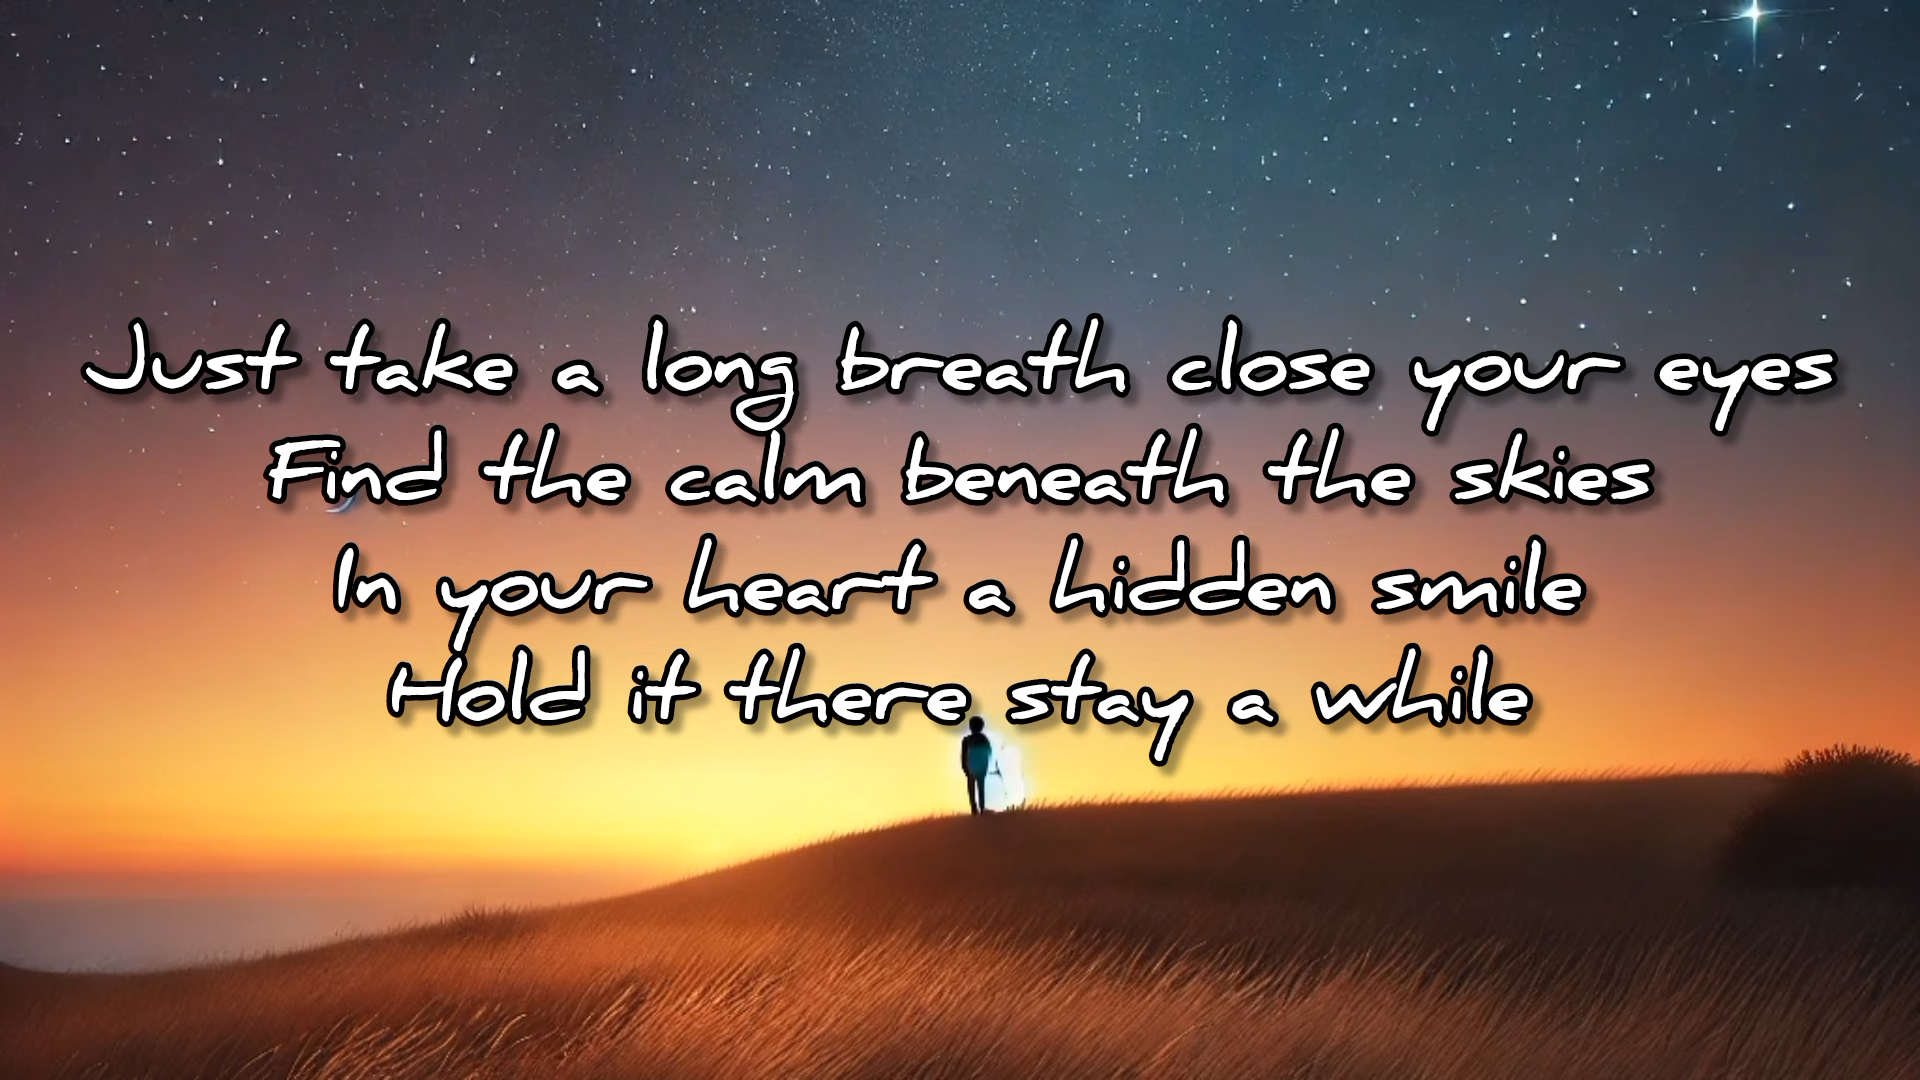 Just take a long breath close your eyes
Find the calm beneath the skies
In your heart a hidden smile
Hold it there stay a while